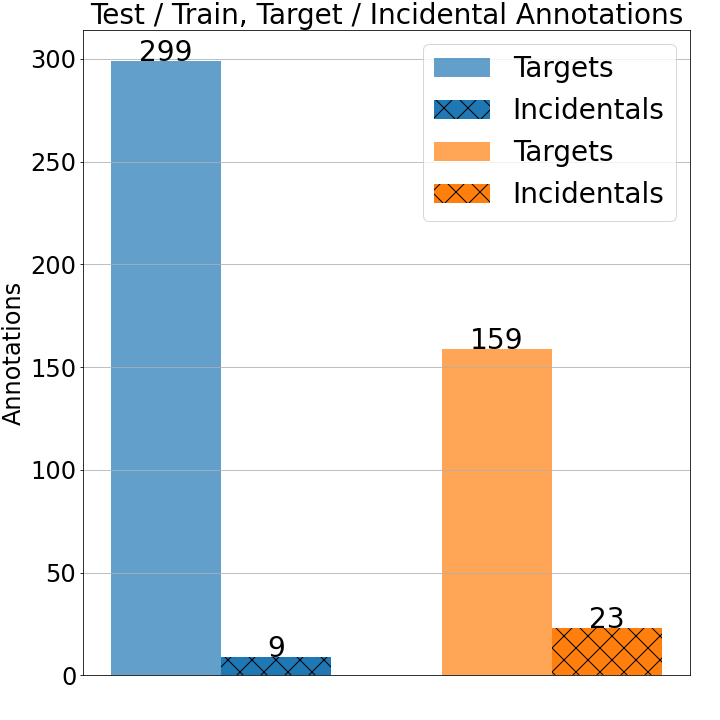 Test / Train, Target / Incidental Annotations
Annotations
300
250
200
150
100
50
0
299
9
159
23
Targets
Incidentals
Targets
Incidentals